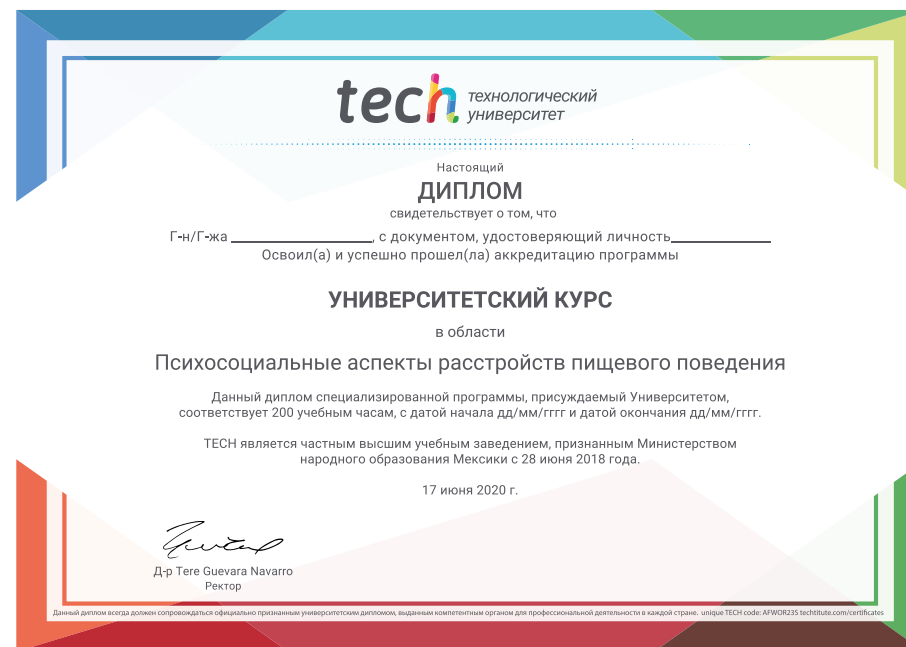 tech технологический
университет
Настоящий
ДИПЛОМ
свидетельствует о том, что
Г-н/Г-жа ____________________, с документом, удостоверяющий личность______________
Освоил(а) и успешно прошел(ла) аккредитацию программы
УНИВЕРСИТЕТСКИЙ КУРС
в области
Психосоциальные аспекты расстройств пищевого поведения
Данный диплом специализированной программы, присуждаемый Университетом,
соответствует 200 учебным часам, с датой начала дд/мм/гггг и датой окончания дд/мм/гггг.
TECH является частным высшим учебным заведением, признанным Министерством
народного образования Мексики с 28 июня 2018 года.
17 июня 2020 г.
Д-р Tere Guevara Navarro
Ректор
Данный диплом всегда должен сопровождаться официально признанным университетским дипломом, выданным компетентным органом для профессиональной деятельности в каждой стране. unique TECH code: AFWOR23S techtitute.com/certificates